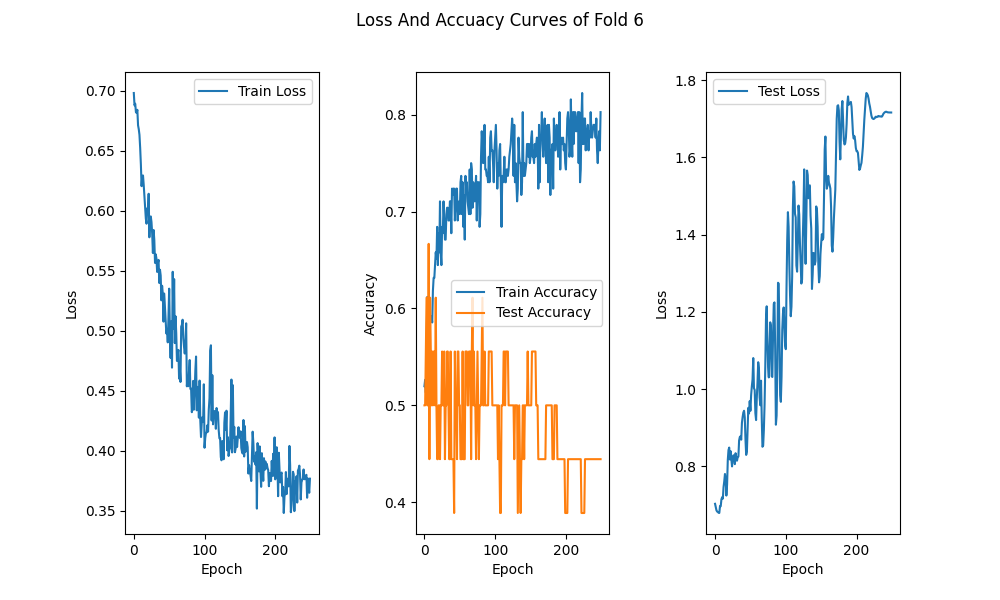 Loss And Accuacy Curves of Fold 6
Train Loss
0.70
0.65
0.60
0.55
0.50
0.45
0.40
0.35
Loss
0 100 200
Epoch
Train Accuracy
Test Accuracy
0.8
0.7
0.6
0.5
0.4
Accuracy
0 100 200
Epoch
Test Loss
1.8
1.6
1.4
1.2
1.0
0.8
Loss
0 100 200
Epoch